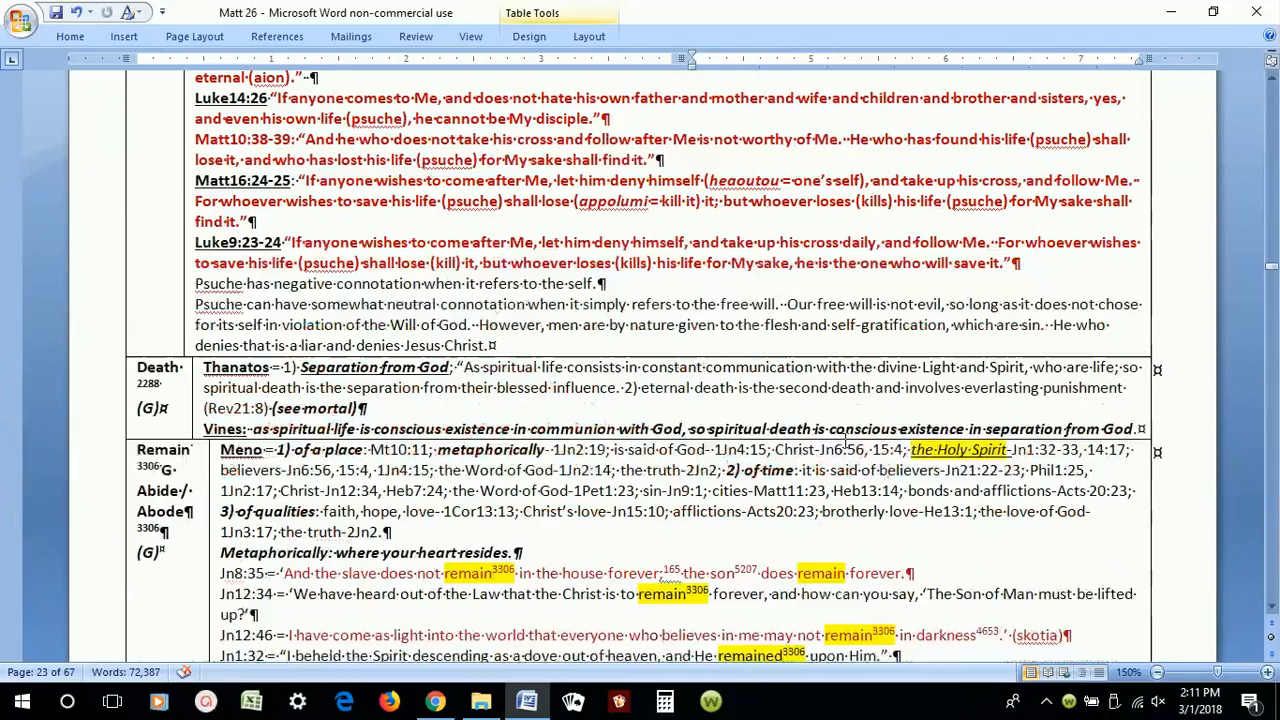 Matt 26 - Microsoft Word non-commercial use
Table Tools
Home Insert Page Layout References Mailings Review View Design Layout
1 2 3 4 5 6 7
eternal (aion)." ¶
Luke14:26 "If anyone comes to Me, and does not hate his own father and mother and wife and children and brother and sisters, yes,
and even his own life (psuche), he cannot be My disciple."¶
Matt10:38-39: "And he who does not take his cross and follow after Me is not worthy of Me. He who has found his life (psuche) shall
lose it, and who has lost his life (psuche) for My sake shall find it."¶
Matt16:24-25: "If anyone wishes to come after Me, let him deny himself (heaoutou = one's self), and take up his cross, and follow Me.
For whoever wishes to save his life (psuche) shall lose (appolumi = kill it) it; but whoever loses (kills) his life (psuche) for My sake shall
find it."¶
Luke9:23-24 "If anyone wishes to come after Me, let him deny himself, and take up his cross daily, and follow Me. For whoever wishes
to save his life (psuche) shall lose (kill) it, but whoever loses (kills) his life for My sake, he is the one who will save it."¶
Psuche has negative connotation when it refers to the self.¶
Psuche can have somewhat neutral connotation when it simply refers to the free will. Our free will is not evil, so long as it does not chose
for its self in violation of the Will of God. However, men are by nature given to the flesh and self-gratification, which are sin. He who
denies that is a liar and denies Jesus Christ.¤
Death Thanatos = 1) Separation from God; "As spiritual life consists in constant communication with the divine Light and Spirit, who are life; so
2288 spiritual death is the separation from their blessed influence. 2) eternal death is the second death and involves everlasting punishment
(G)¤ (Rev21:8) (see mortal)¶
Vines: as spiritual life is conscious existence in communion with God, so spiritual death is conscious existence in separation from God.¤
Remain Meno = 1) of a place: Mt10:11; metaphorically - 1Jn2:19; is said of God- 1Jn4:15; Christ-Jn6:56, 15:4; the Holy Spirit-Jn1:32-33, 14:17;
3306 G believers-Jn6:56, 15:4, 1Jn4:15; the Word of God-1Jn2:14; the truth-2Jn2; 2) of time: it is said of believers-Jn21:22-23; Phil1:25,
Abide / 1Jn2:17; Christ-Jn12:34, Heb7:24; the Word of God-1Pet1:23; sin-Jn9:1; cities-Matt11:23, Heb13:14; bonds and afflictions-Acts 20:23;
Abode¶ 3) of qualities: faith, hope, love- 1Cor13:13; Christ's love-Jn15:10; afflictions-Acts20:23; brotherly love-He13:1; the love of God-
3306¶ 1Jn3:17; the truth-2Jn2.¶
(G)¤ Metaphorically: where your heart resides.¶
Jn8:35 = 'And the slave does not remain3306 in the house forever;165 the son5207 does remain forever.¶
Jn12:34 = 'We have heard out of the Law that the Christ is to remain3306 forever, and how can you say, 'The Son of Man must be lifted
up?'¶
Jn12:46 = I have come as light into the world that everyone who believes in me may not remain3306 in darkness4653.' (skotia)¶
Jn1:32 = "I beheld the Spirit descending as a dove out of heaven, and He remained3306 upon Him." ¶
Page: 23 of 67 Words: 72,387 150%
2:11 PM
3/1/2018